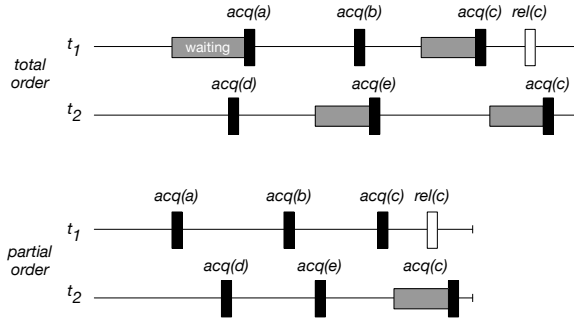 acq(a) acq(b) acq(c) rel(c)
t1 waiting
total
order
acq(d) acq(e) acq(c)
t2
acq(a) acq(b) acq(c) rel(c)
t1
partial
order
acq(d) acq(e) acq(c)
t2